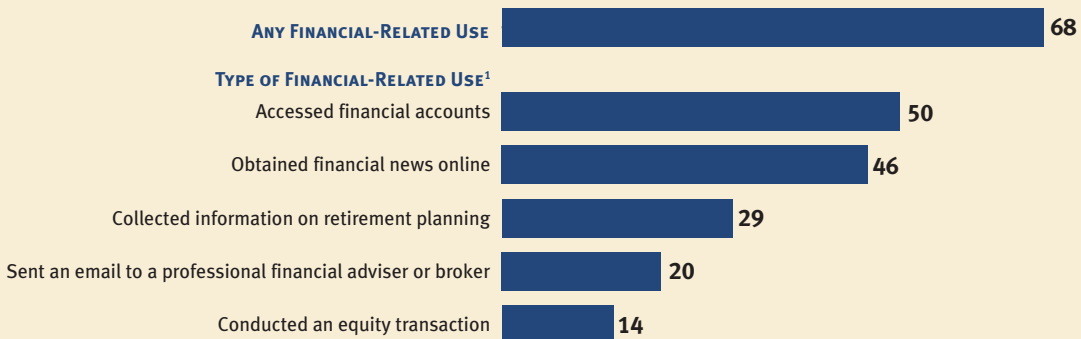 Any Financial-Related Use 68
Type of Financial-Related Use1
Accessed financial accounts 50
Obtained financial news online 46
Collected information on retirement planning 29
Sent an email to a professional financial adviser or broker 20
Conducted an equity transaction 14